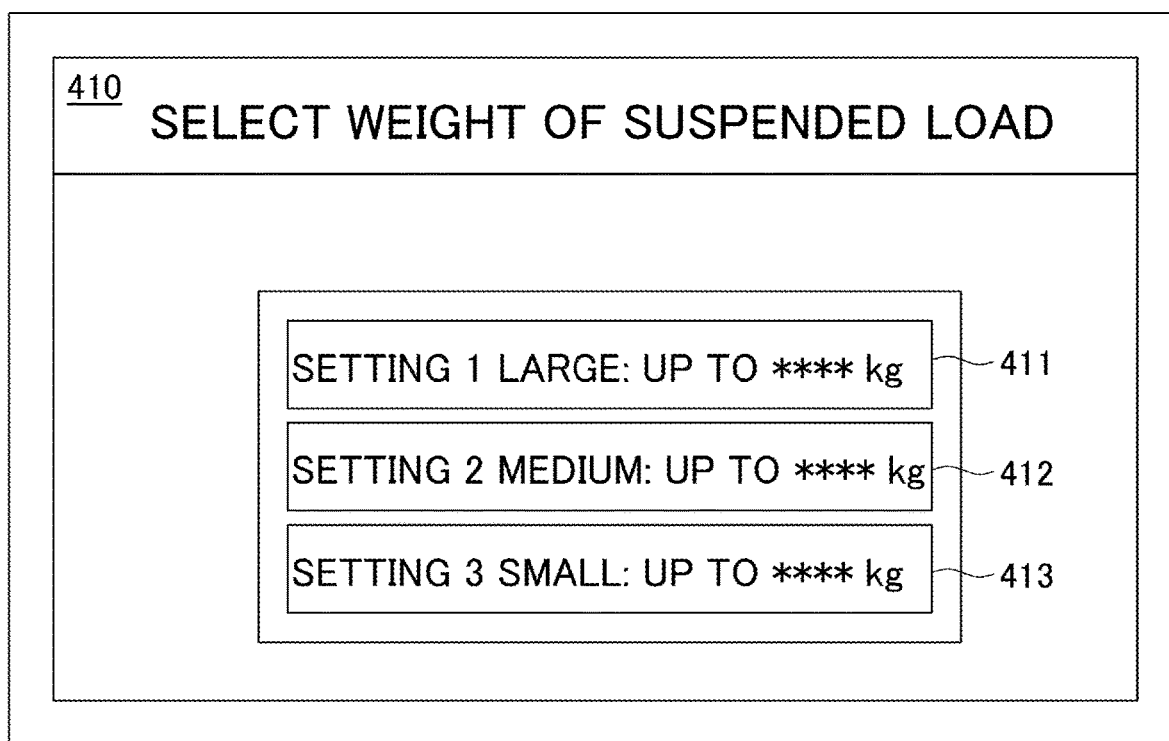 410
SELECT WEIGHT OF SUSPENDED LOAD
SETTING 1 LARGE: UP TO **** kg
411
SETTING 2 MEDIUM: UP TO **** kg
412
SETTING 3 SMALL: UP TO **** kg
413